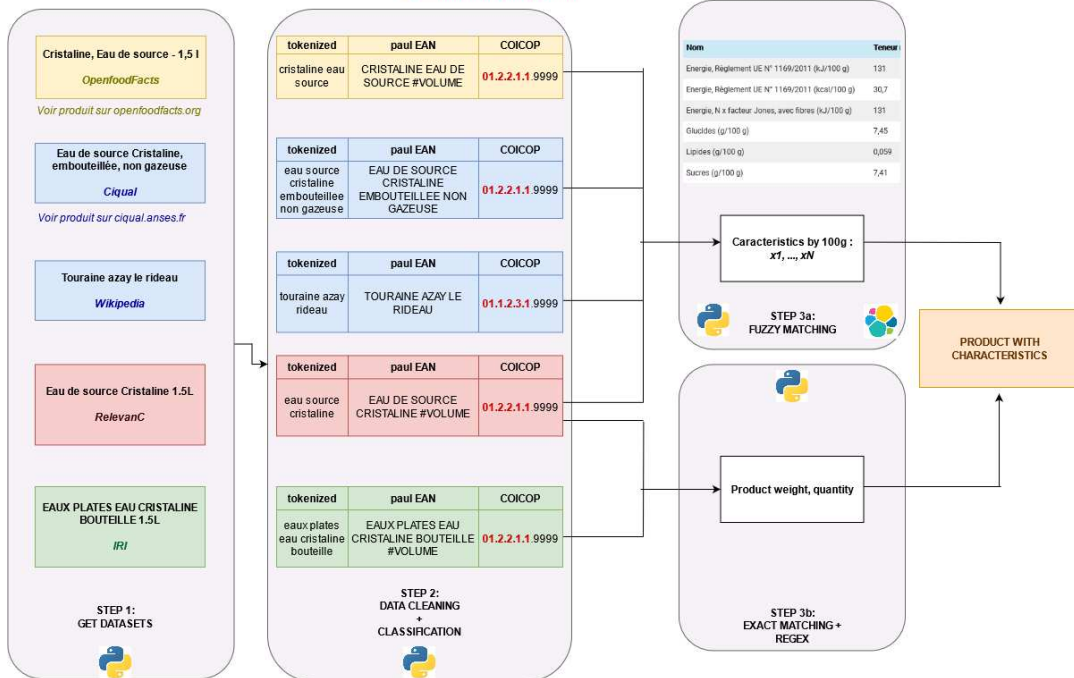 Cristaline, Eau de source - 1,5 l
OpenfoodFacts
Voir produit sur openfoodfacts.org
Eau de source Cristaline,
embouteillée, non gazeuse
Ciqual
Voir produit sur ciqual.anses.fr
Touraine azay le rideau
Wikipedia
Eau de source Cristaline 1.5L
RelevanC
EAUX PLATES EAU CRISTALINE
BOUTEILLE 1.5L
IRI
STEP 1:
GET DATASETS
tokenized paul EAN COICOP
cristaline eau
source
CRISTALINE EAU DE
SOURCE #VOLUME
01.2.2.1.1.9999
tokenized paul EAN COICOP
eau source
cristaline
embouteillee
non gazeuse
EAU DE SOURCE
CRISTALINE
EMBOUTEILLEE NON
GAZEUSE
01.2.2.1.1.9999
tokenized paul EAN COICOP
touraine azay
rideau
TOURAINE AZAY LE
RIDEAU
01.1.2.3.1.9999
tokenized paul EAN COICOP
eau source
cristaline
EAU DE SOURCE
CRISTALINE #VOLUME
01.2.2.1.1.9999
tokenized paul EAN COICOP
eaux plates
eau cristaline
bouteille
EAUX PLATES EAU
CRISTALINE BOUTEILLE
#VOLUME
01.2.2.1.1.9999
STEP 2:
DATA CLEANING
+
CLASSIFICATION
Nom Teneur
Energie, Règlement UE N° 1169/2011 (kJ/100 g) 131
Energie, Règlement UE N° 1169/2011 (kcal/100 g) 30,7
Energie, N x facteur Jones, avec fibres (kJ/100 g) 131
Glucides (g/100 g) 7,45
Lipides (g/100 g) 0,059
Sucres (g/100 g) 7,41
Caracteristics by 100g :
x1, ..., xN
STEP 3a:
FUZZY MATCHING
Product weight, quantity
STEP 3b:
EXACT MATCHING +
REGEX
PRODUCT WITH
CHARACTERISTICS